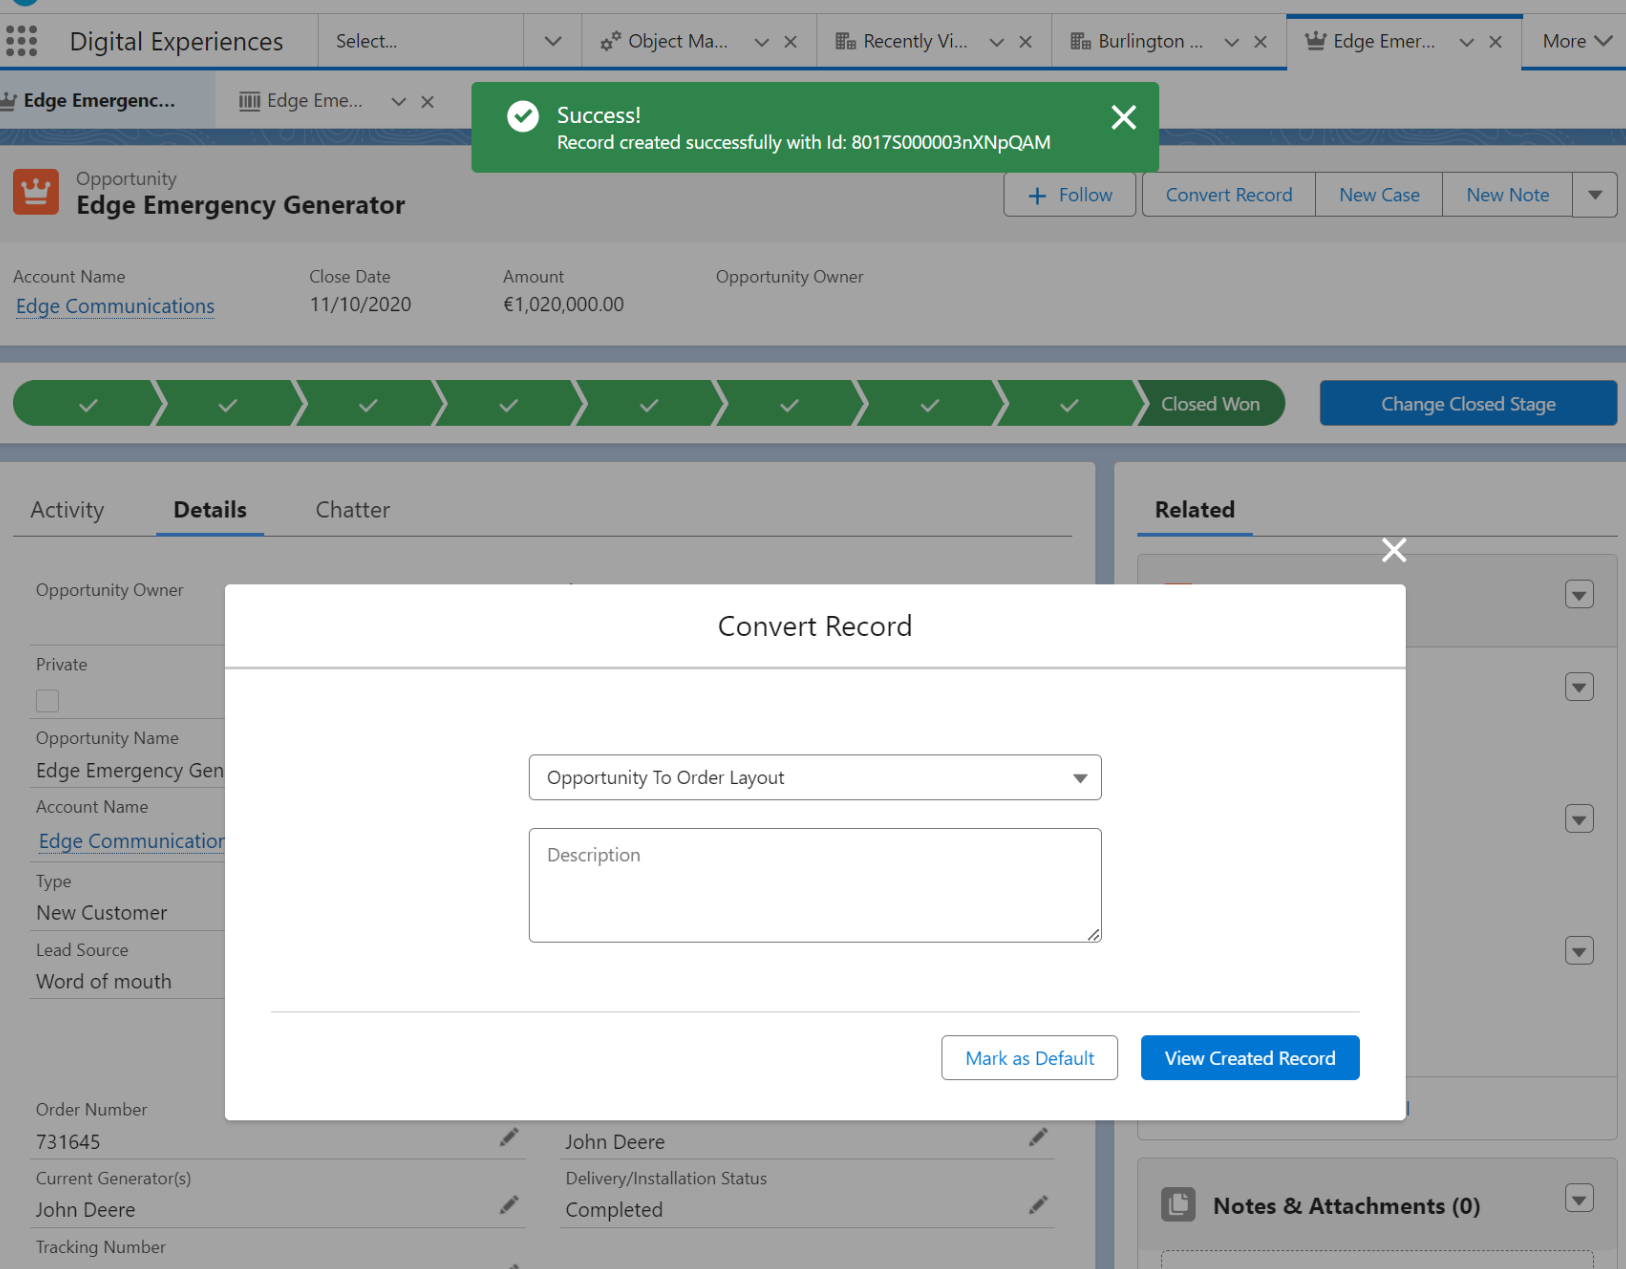 Digital Experiences
Select...
Object Ma...
Recently Vi...
Burlington ...
Edge Emer...
More
Edge Emergenc...
Edge Eme...
Success!
Record created successfully with Id: 8017S000003nXNpQAM
Opportunity
Edge Emergency Generator
Follow
Convert Record
New Case
New Note
Account Name
Close Date
Amount
Opportunity Owner
Edge Communications
11/10/2020
€1,020,000.00
Closed Won
Change Closed Stage
Activity
Details
Chatter
Related
Opportunity Owner
Convert Record
Private
Opportunity Name
Edge Emergency Gen
Opportunity To Order Layout
Account Name
Edge Communication
Description
Type
New Customer
Lead Source
Word of mouth
Mark as Default
View Created Record
Order Number
731645
John Deere
Current Generator(s)
Delivery/Installation Status
John Deere
Completed
Notes & Attachments (0)
Tracking Number